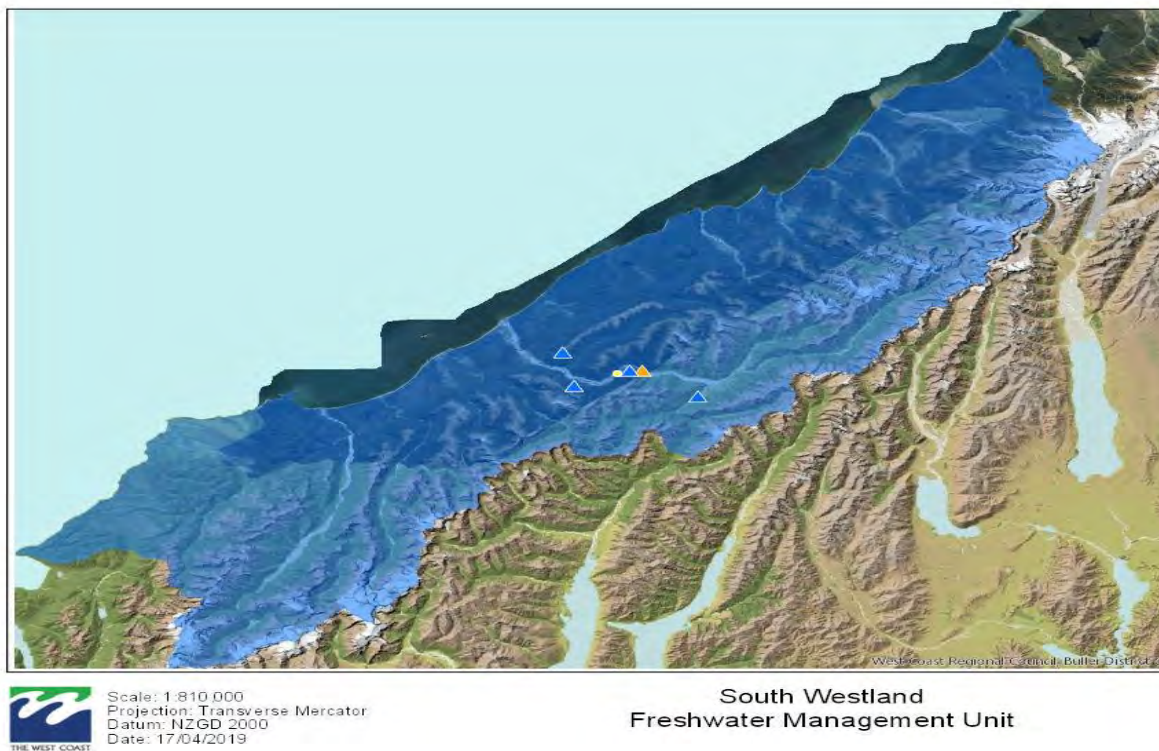 West Coast Regional Council, Buller District
Scale: 1:810,000
Projection: Transverse Mercator
Datum: NZGD 2000
Date: 17/04/2019
THE WEST COAST
South Westland
Freshwater Management Unit